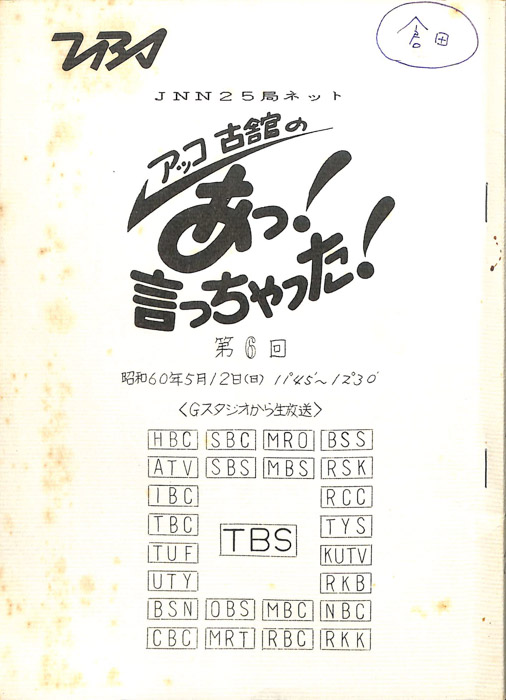 TBS
倉田
JNN25局ネット
アッコ 古舘の
あっ!
言っちゃった!
第6回
昭和60年5月12日(日) 11°45′～12°30′
〈Gスタジオから生放送〉
HBC SBC MRO BSS
ATV SBS MBS RSK
IBC RCC
TBC TYS
TBS
TUF KUTV
UTY RKB
BSN OBS MBC NBC
CBC MRT RBC RKK